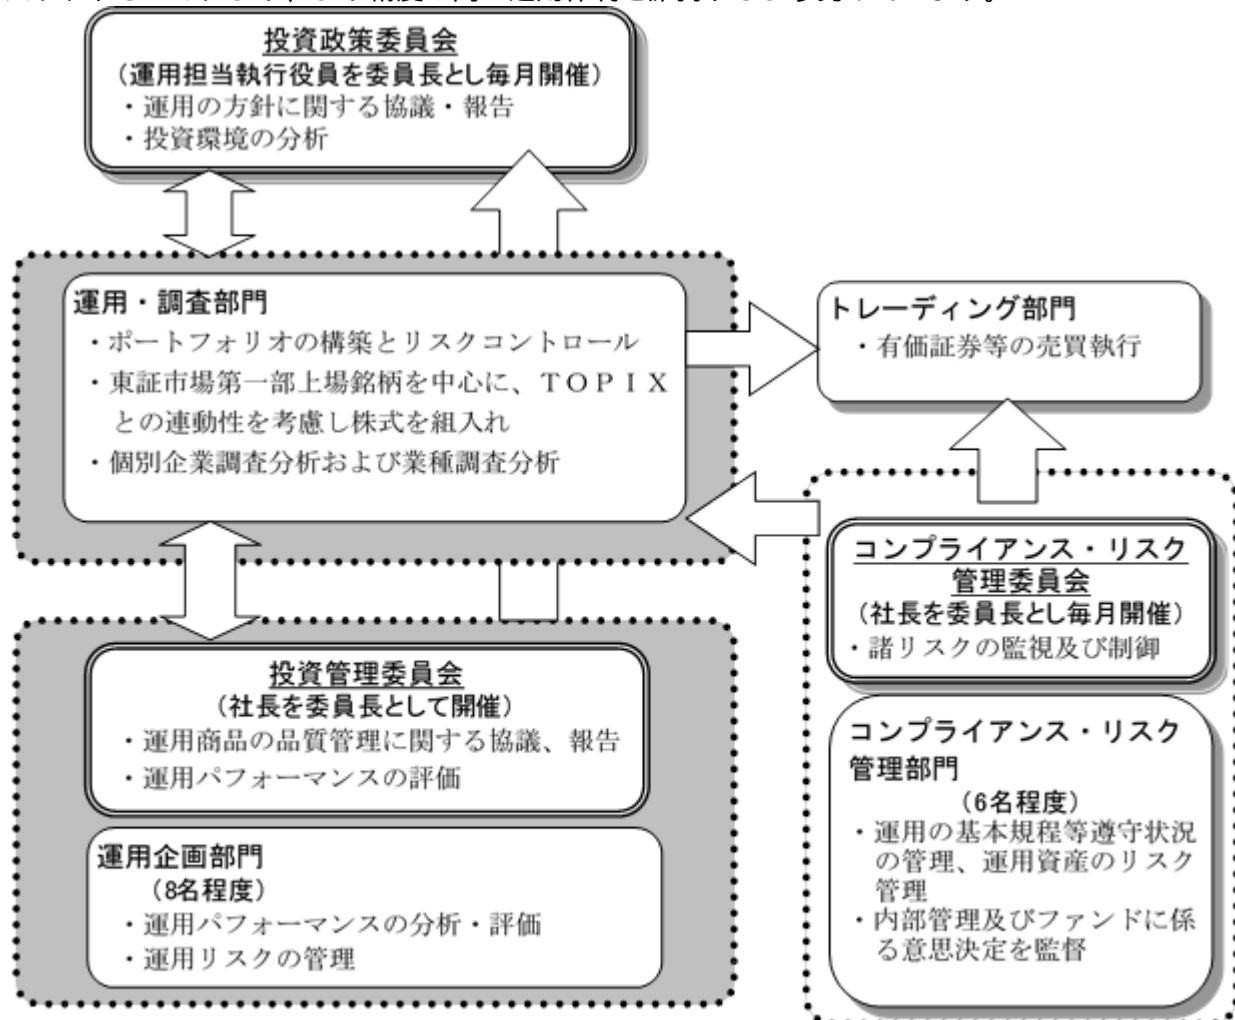 投資政策委員会
（運用担当執行役員を委員長とし毎月開催）
・運用の方針に関する協議・報告
・投資環境の分析
運用・調査部門
・ポートフォリオの構築とリスクコントロール
・東証市場第一部上場銘柄を中心に、ＴＯＰＩＸ
との連動性を考慮し株式を組入れ
・個別企業調査分析および業種調査分析
トレーディング部門
・有価証券等の売買執行
コンプライアンス・リスク
管理委員会
（社長を委員長とし毎月開催）
・諸リスクの監視及び制御
投資管理委員会
（社長を委員長として開催）
・運用商品の品質管理に関する協議、報告
・運用パフォーマンスの評価
運用企画部門
（8名程度）
・運用パフォーマンスの分析・評価
・運用リスクの管理
コンプライアンス・リスク
管理部門
（6名程度）
・運用の基本規程等遵守状況
の管理、運用資産のリスク
管理
・内部管理及びファンドに係
る意思決定を監督